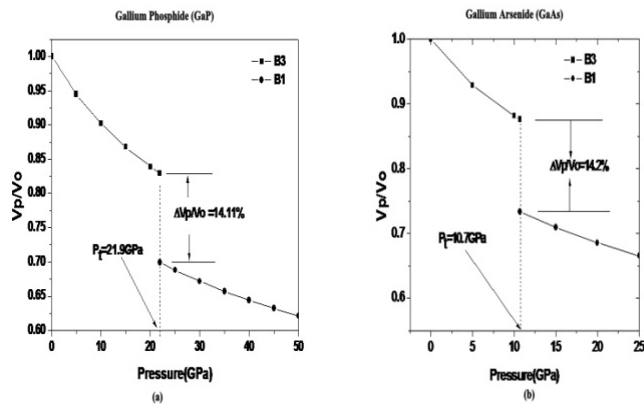 Gallium Phosphide (GaP)
1.00
0.95
0.90
0.85
0.80
0.75
0.70
0.65
0.60
Vp/Vo
B3
B1
ΔVp/Vo =14.11%
Pt=21.9GPa
0 10 20 30 40 50
Pressure(GPa)
(a)
Gallium Arsenide (GaAs)
1.0
0.9
0.8
0.7
0.6
Vp/Vo
B3
B1
ΔVp/Vo=14.2%
Pt=10.7GPa
0 5 10 15 20 25
Pressure(GPa)
(b)